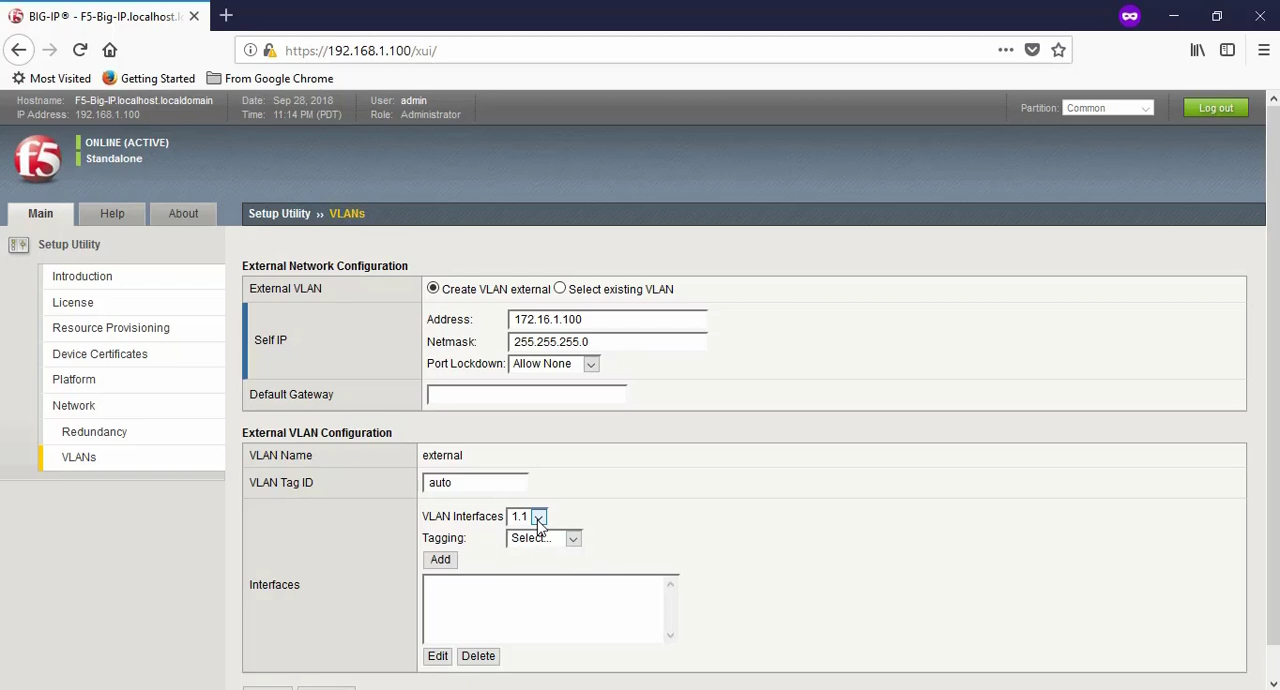 BIG-IP® - F5-Big-IP.localhost.lo
https://192.168.1.100/xui/
Most Visited Getting Started From Google Chrome
Hostname: F5-Big-IP.localhost.localdomain Date: Sep 28, 2018 User: admin
IP Address: 192.168.1.100 Time: 11:14 PM (PDT) Role: Administrator
Partition: Common Log out
f5
ONLINE (ACTIVE)
Standalone
Main Help About
Setup Utility ›› VLANs
Setup Utility
Introduction
License
Resource Provisioning
Device Certificates
Platform
Network
Redundancy
VLANs
External Network Configuration
External VLAN Create VLAN external Select existing VLAN
Self IP
Address: 172.16.1.100
Netmask: 255.255.255.0
Port Lockdown: Allow None
Default Gateway
External VLAN Configuration
VLAN Name external
VLAN Tag ID auto
Interfaces
VLAN Interfaces 1.1
Tagging: Select...
Add
Edit Delete